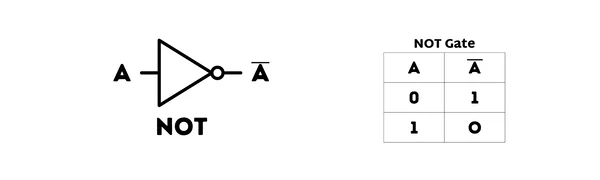 A A̅
NOT
NOT Gate
A A̅
0 1
1 0